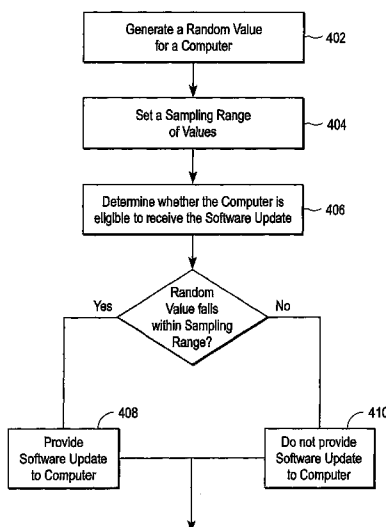 Generate a Random Value
for a Computer
402
Set a Sampling Range
of Values
404
Determine whether the Computer is
eligible to receive the Software Update
406
Random
Value falls
within Sampling
Range?
Yes
No
408
Provide
Software Update
to Computer
410
Do not provide
Software Update
to Computer